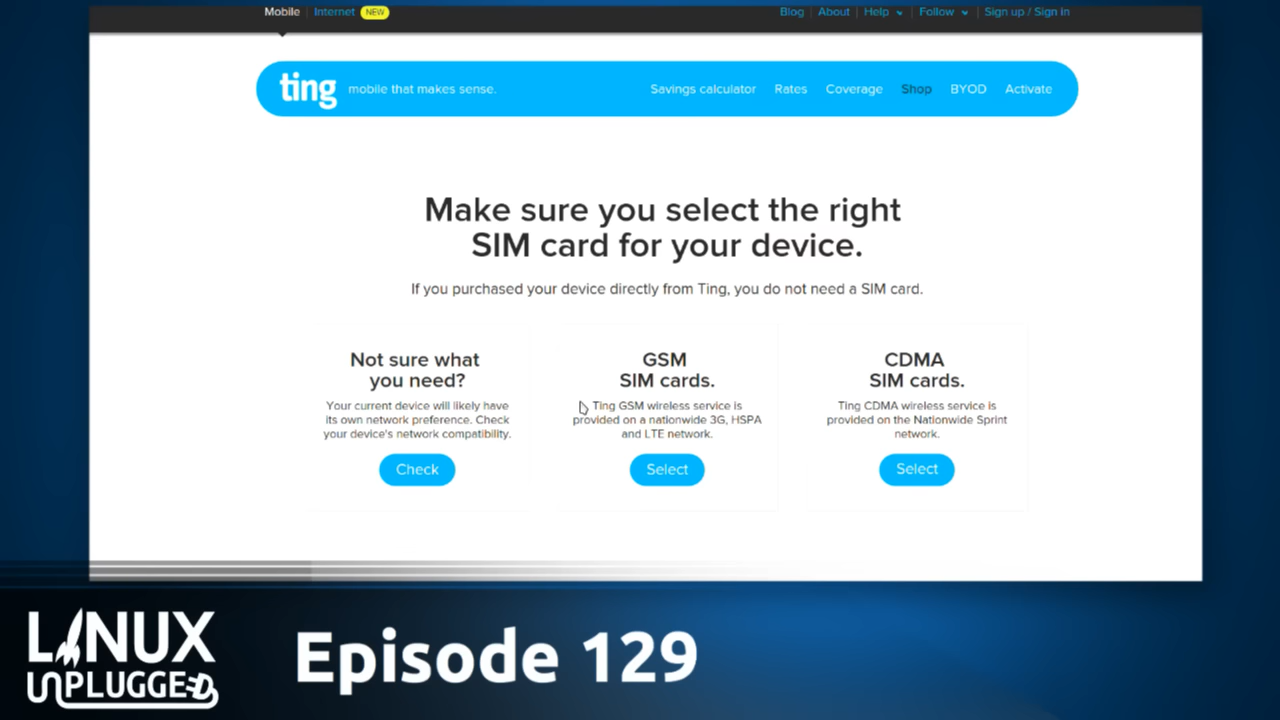 Mobile | Internet NEW Blog | About | Help | Follow | Sign up / Sign in
ting mobile that makes sense. Savings calculator Rates Coverage Shop BYOD Activate
Make sure you select the right
SIM card for your device.
If you purchased your device directly from Ting, you do not need a SIM card.
Not sure what
you need?
Your current device will likely have
its own network preference. Check
your device's network compatibility.
Check
GSM
SIM cards.
Ting GSM wireless service is
provided on a nationwide 3G, HSPA
and LTE network.
Select
CDMA
SIM cards.
Ting CDMA wireless service is
provided on the Nationwide Sprint
network.
Select
LINUX
UNPLUGGED
Episode 129